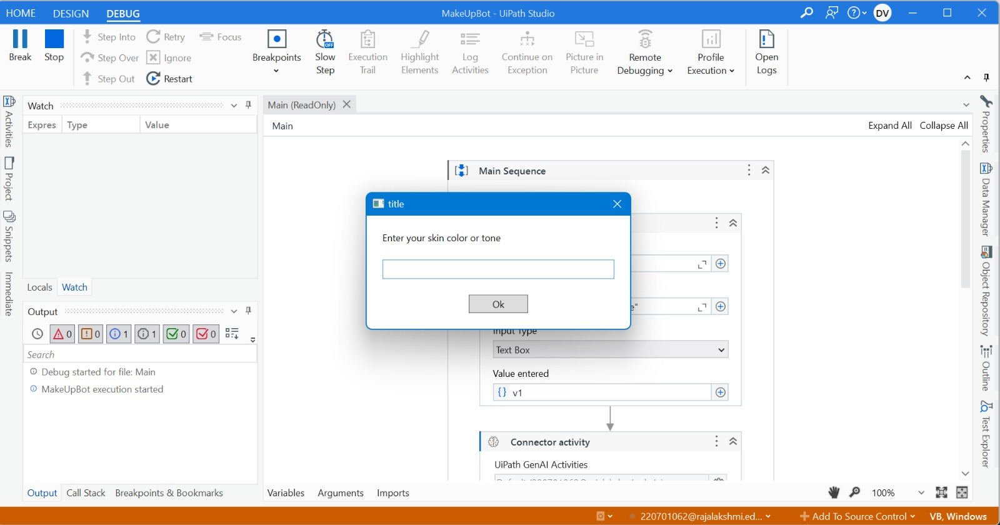 HOME DESIGN DEBUG MakeUpBot - UiPath Studio DV
Break Stop Step Into Step Over Step Out Retry Ignore Restart Focus
Breakpoints Slow Step OFF Execution Trail Highlight Elements Log Activities Continue on Exception Picture in Picture Remote Debugging Profile Execution Open Logs
Activities
Project
Snippets
Immediate
Watch
Expres Type Value
Locals Watch
Output
0 0 1 1 0 0
Search
Debug started for file: Main
MakeUpBot execution started
Output Call Stack Breakpoints & Bookmarks
Main (ReadOnly)
Main Expand All Collapse All
Main Sequence
title
Enter your skin color or tone
Ok
e"
Input Type
Text Box
Value entered
{} v1
Connector activity
UiPath GenAI Activities
Variables Arguments Imports 100%
Properties
Data Manager
Object Repository
Outline
Test Explorer
220701062@rajalakshmi.ed... Add To Source Control VB, Windows